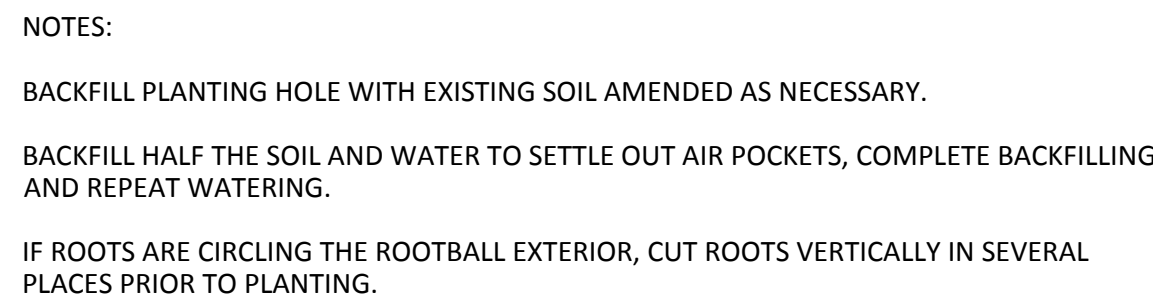 NOTES:
BACKFILL PLANTING HOLE WITH EXISTING SOIL AMENDED AS NECESSARY.
BACKFILL HALF THE SOIL AND WATER TO SETTLE OUT AIR POCKETS, COMPLETE BACKFILLING
AND REPEAT WATERING.
IF ROOTS ARE CIRCLING THE ROOTBALL EXTERIOR, CUT ROOTS VERTICALLY IN SEVERAL
PLACES PRIOR TO PLANTING.